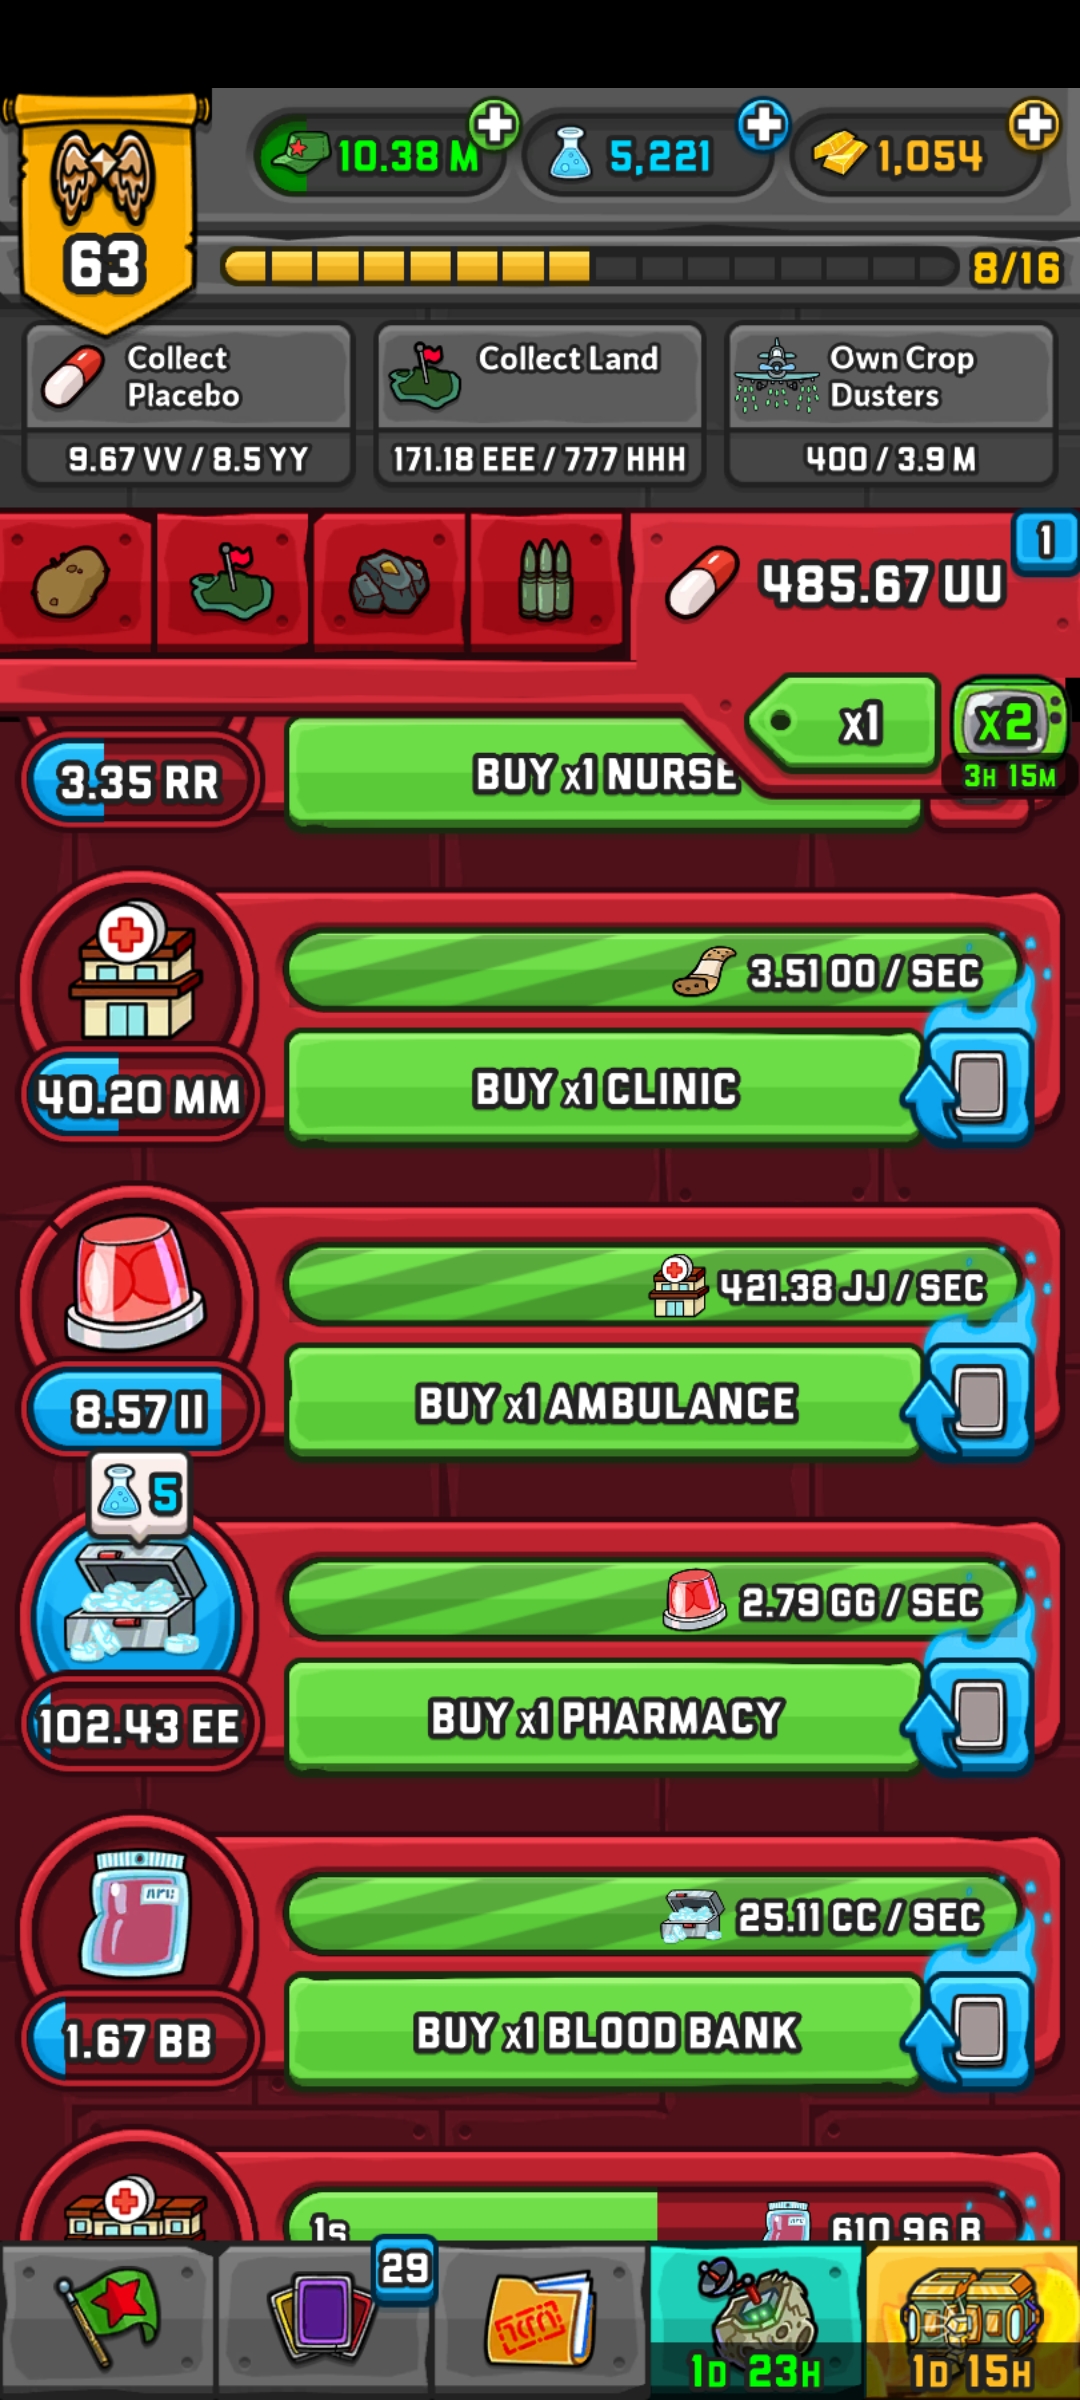 10.38 M
5,221
1,054
63
8/16
Collect
Placebo
Collect Land
Own Crop
Dusters
9.67 VV / 8.5 YY
171.18 EEE / 777 HHH
400 / 3.9 M
1
485.67 UU
x1
x2
3H 15M
3.35 RR
BUY x1 NURSE
3.51 OO / SEC
40.20 MM
BUY x1 CLINIC
421.38 JJ / SEC
8.57 II
BUY x1 AMBULANCE
5
2.79 GG / SEC
102.43 EE
BUY x1 PHARMACY
25.11 CC / SEC
1.67 BB
BUY x1 BLOOD BANK
1s
610.96 B
29
1D 23H
1D 15H